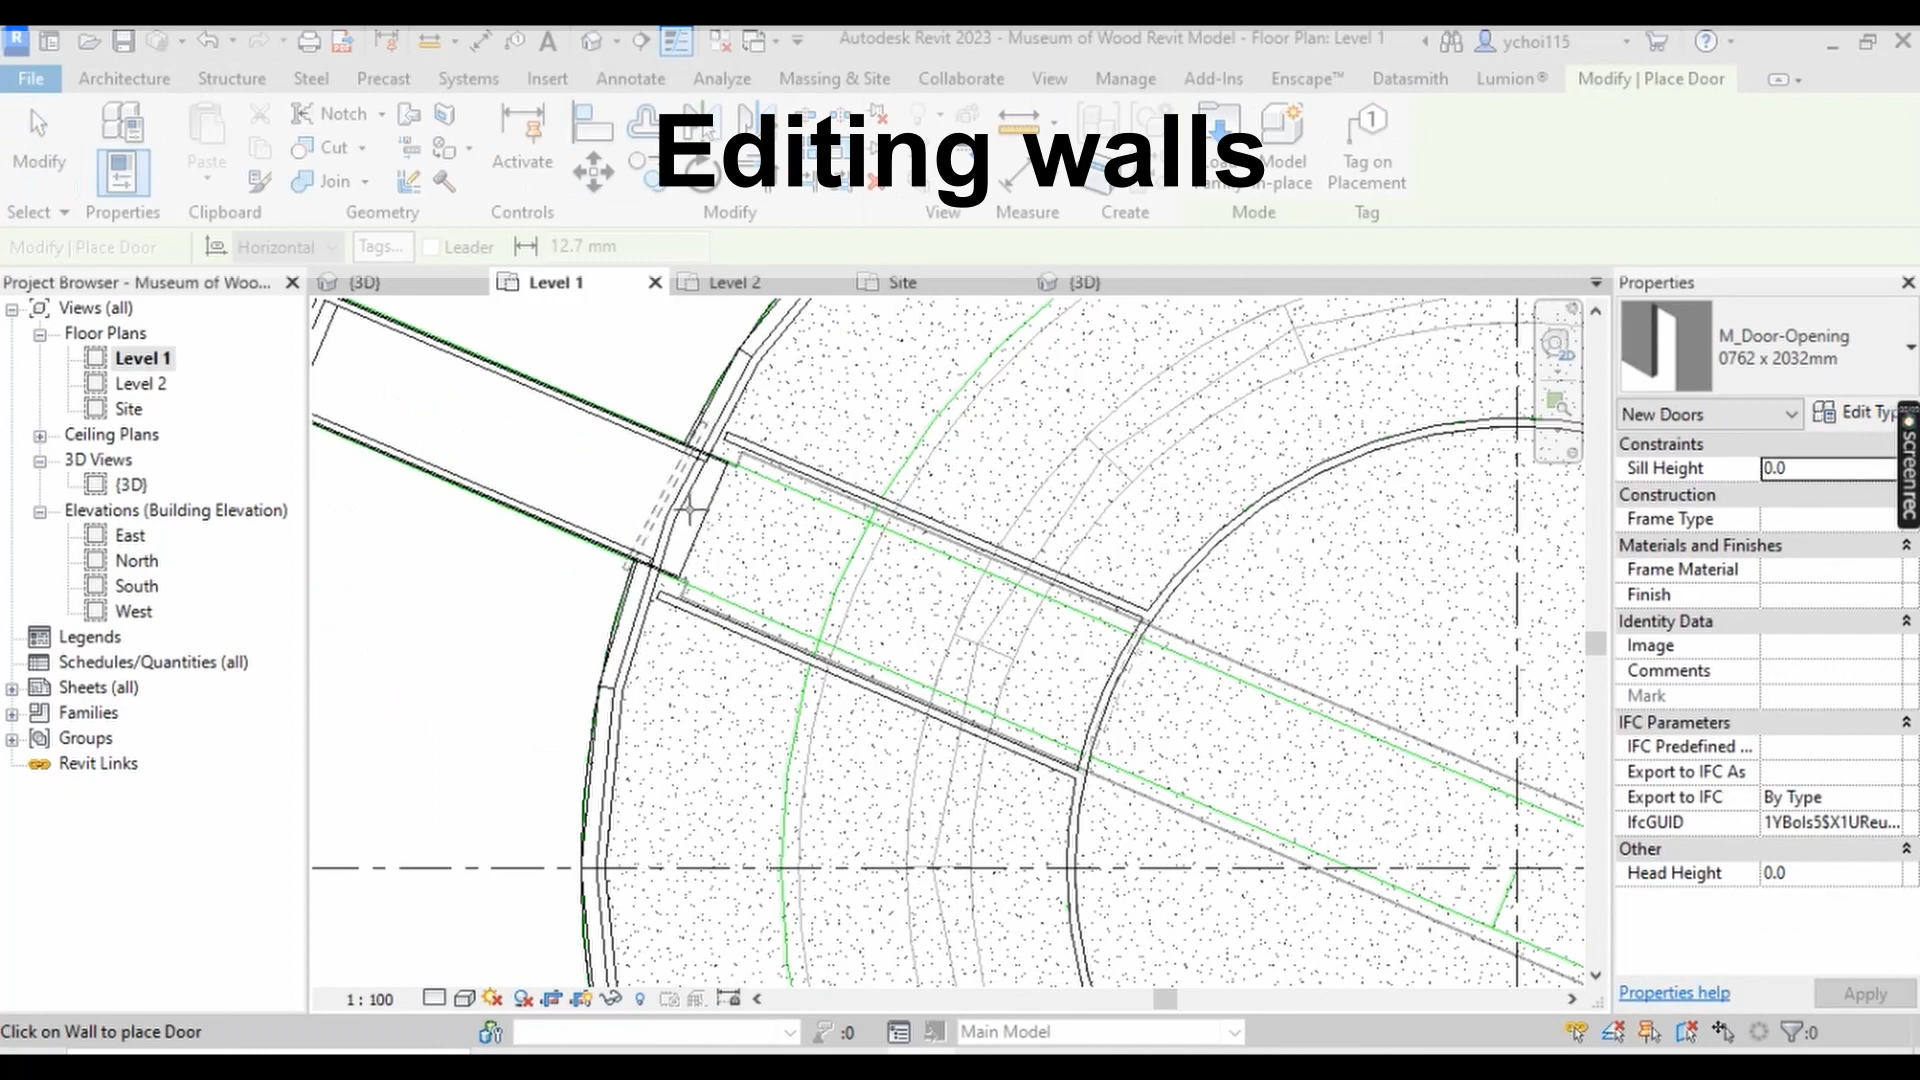 Autodesk Revit 2023 - Museum of Wood Revit Model - Floor Plan: Level 1
ychoi115
File Architecture Structure Steel Precast Systems Insert Annotate Analyze Massing & Site Collaborate View Manage Add-Ins Enscape™ Datasmith Lumion® Modify | Place Door
Editing walls
Modify
Paste
Notch
Cut
Join
Activate
Model
In-place
Tag on
Placement
Select Properties Clipboard Geometry Controls Modify View Measure Create Mode Tag
Modify | Place Door Horizontal Tags... Leader 12.7 mm
Project Browser - Museum of Woo...
{3D} Level 1 Level 2 Site {3D}
Views (all)
Floor Plans
Level 1
Level 2
Site
Ceiling Plans
3D Views
{3D}
Elevations (Building Elevation)
East
North
South
West
Legends
Schedules/Quantities (all)
Sheets (all)
Families
Groups
Revit Links
2D
Properties
M_Door-Opening
0762 x 2032mm
New Doors Edit Typ
screenrec
Constraints
Sill Height 0.0
Construction
Frame Type
Materials and Finishes
Frame Material
Finish
Identity Data
Image
Comments
Mark
IFC Parameters
IFC Predefined ...
Export to IFC As
Export to IFC By Type
IfcGUID 1YBols5$X1UReu...
Other
Head Height 0.0
Properties help Apply
1 : 100
Click on Wall to place Door
:0
Main Model
:0